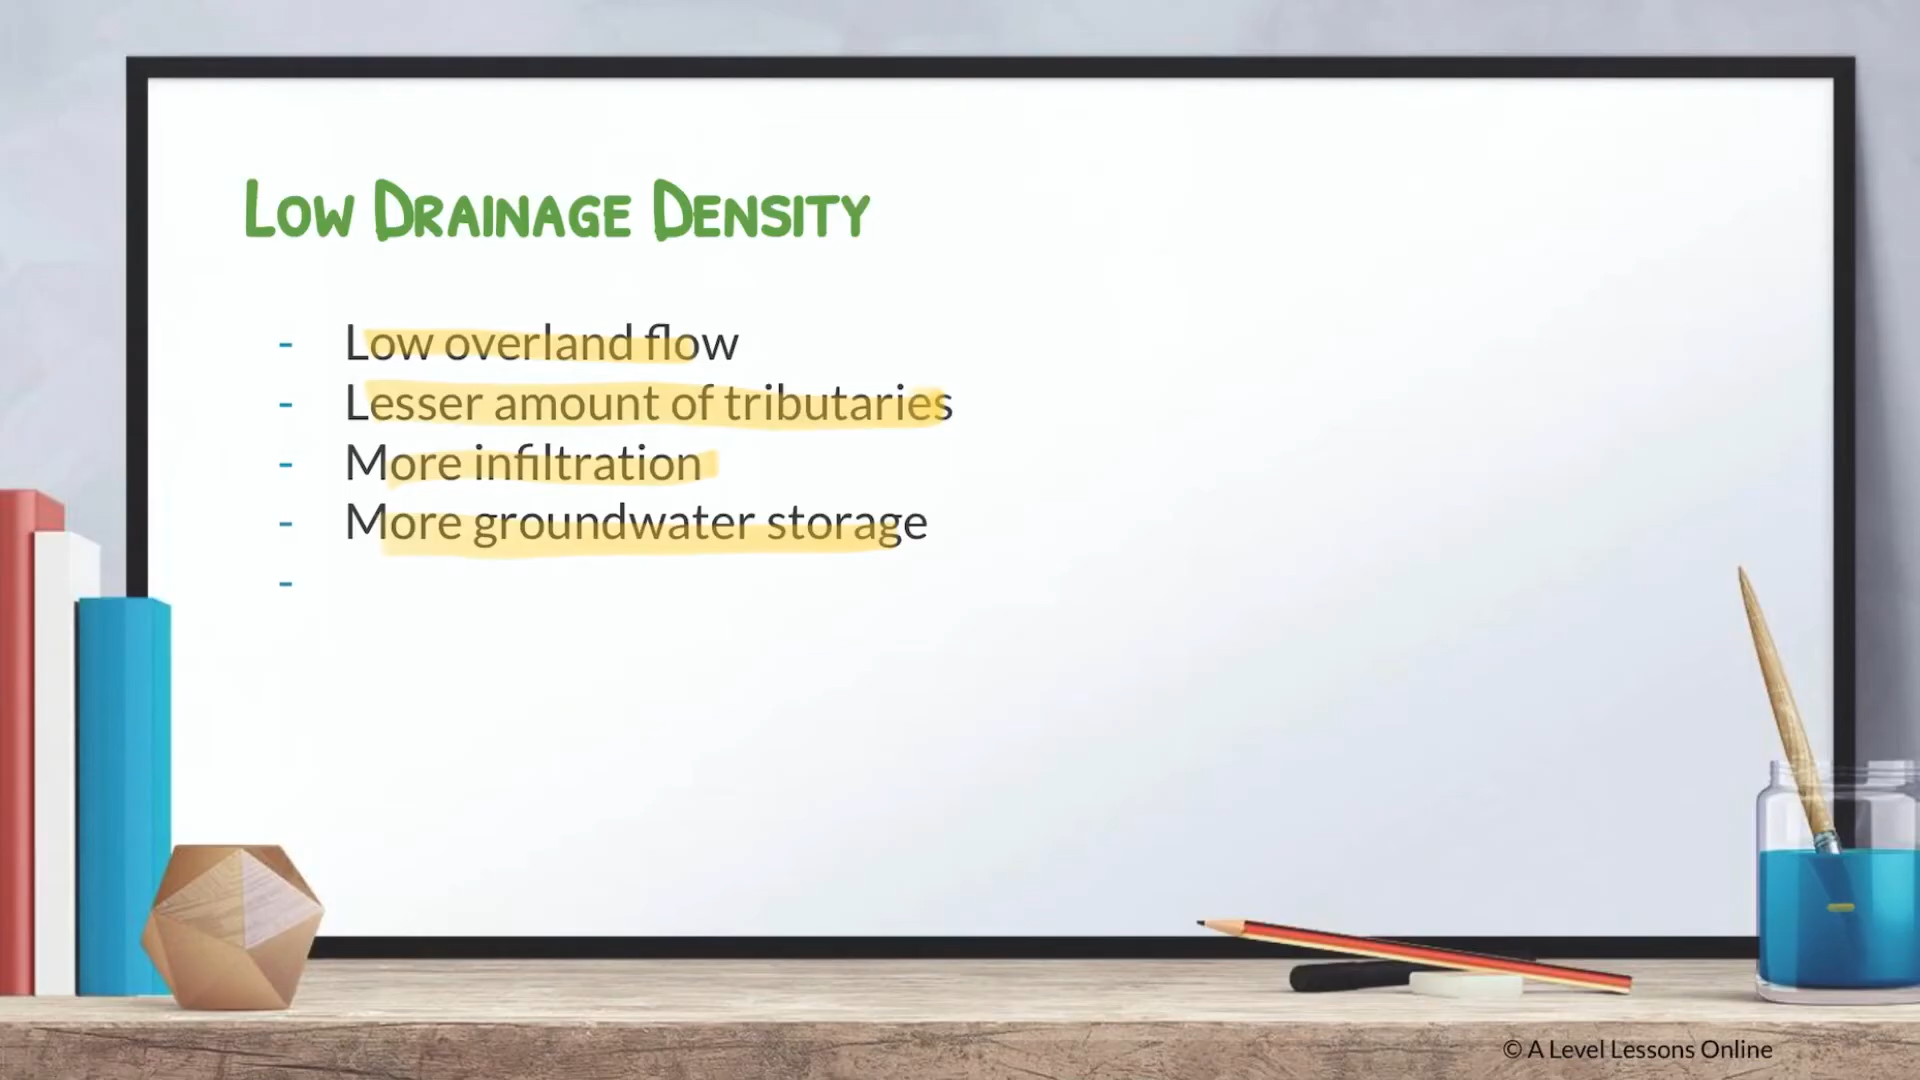 Low Drainage Density
- Low overland flow
- Lesser amount of tributaries
- More infiltration
- More groundwater storage
-
© A Level Lessons Online